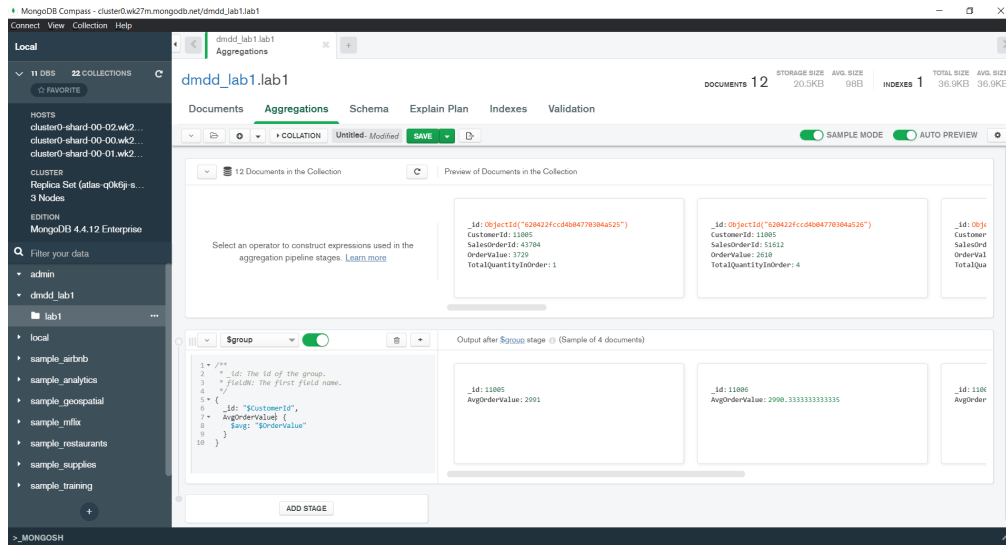 MongoDB Compass - cluster0.wk27m.mongodb.net/dmdd_lab1.lab1
Connect View Collection Help
Local
dmdd_lab1.lab1
Aggregations
11 DBS 22 COLLECTIONS
FAVORITE
HOSTS
cluster0-shard-00-02.wk2...
cluster0-shard-00-00.wk2...
cluster0-shard-00-01.wk2...
CLUSTER
Replica Set (atlas-q0k6ji-s...
3 Nodes
EDITION
MongoDB 4.4.12 Enterprise
Filter your data
admin
dmdd_lab1
lab1
local
sample_airbnb
sample_analytics
sample_geospatial
sample_mflix
sample_restaurants
sample_supplies
sample_training
>_MONGOSH
dmdd_lab1.lab1
DOCUMENTS 12 STORAGE SIZE 20.5KB AVG. SIZE 98B INDEXES 1 TOTAL SIZE 36.9KB AVG. SIZE 36.9KB
Documents Aggregations Schema Explain Plan Indexes Validation
COLLATION Untitled- Modified SAVE SAMPLE MODE AUTO PREVIEW
12 Documents in the Collection Preview of Documents in the Collection
Select an operator to construct expressions used in the
aggregation pipeline stages. Learn more
_id: ObjectId("620422fccd4b04770304a525")
CustomerId: 11005
SalesOrderId: 43704
OrderValue: 3729
TotalQuantityInOrder: 1
_id: ObjectId("620422fccd4b04770304a526")
CustomerId: 11005
SalesOrderId: 51612
OrderValue: 2610
TotalQuantityInOrder: 4
_id: Obje
Customer
SalesOrd
OrderVal
TotalQua
$group Output after $group stage (Sample of 4 documents)
1 /**
2 * _id: The id of the group.
3 * fieldN: The first field name.
4 */
5 {
6 _id: "$CustomerId",
7 AvgOrderValue: {
8 $avg: "$OrderValue"
9 }
10 }
_id: 11005
AvgOrderValue: 2991
_id: 11006
AvgOrderValue: 2990.3333333333335
_id: 1100
AvgOrder
ADD STAGE